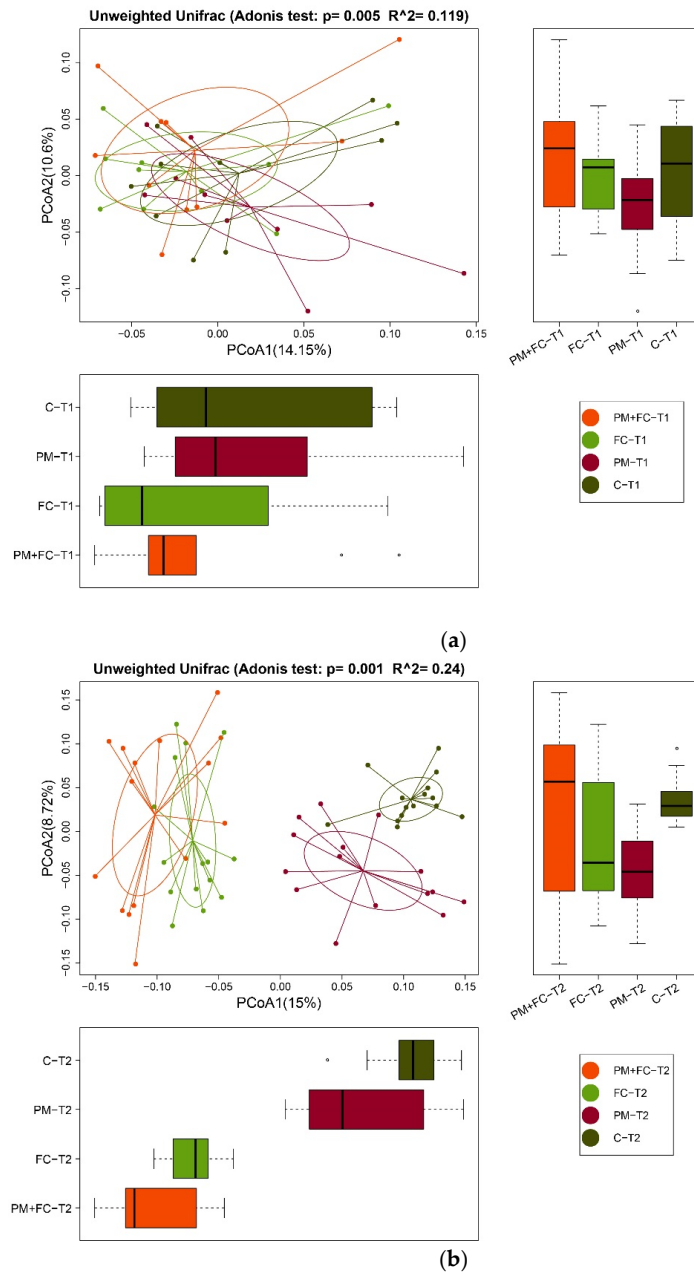 Unweighted Unifrac (Adonis test: p= 0.005 R^2= 0.119)
PCoA2(10.6%)
0.10
0.05
0.00
−0.05
−0.10
−0.05
0.00
0.05
0.10
0.15
PCoA1(14.15%)
PM+FC−T1
FC−T1
PM−T1
C−T1
C−T1
PM−T1
FC−T1
PM+FC−T1
PM+FC−T1
FC−T1
PM−T1
C−T1
(a)
Unweighted Unifrac (Adonis test: p= 0.001 R^2= 0.24)
PCoA2(8.72%)
0.15
0.10
0.05
0.00
−0.05
−0.10
−0.15
−0.15
−0.10
−0.05
0.00
0.05
0.10
0.15
PCoA1(15%)
PM+FC−T2
FC−T2
PM−T2
C−T2
C−T2
PM−T2
FC−T2
PM+FC−T2
PM+FC−T2
FC−T2
PM−T2
C−T2
(b)